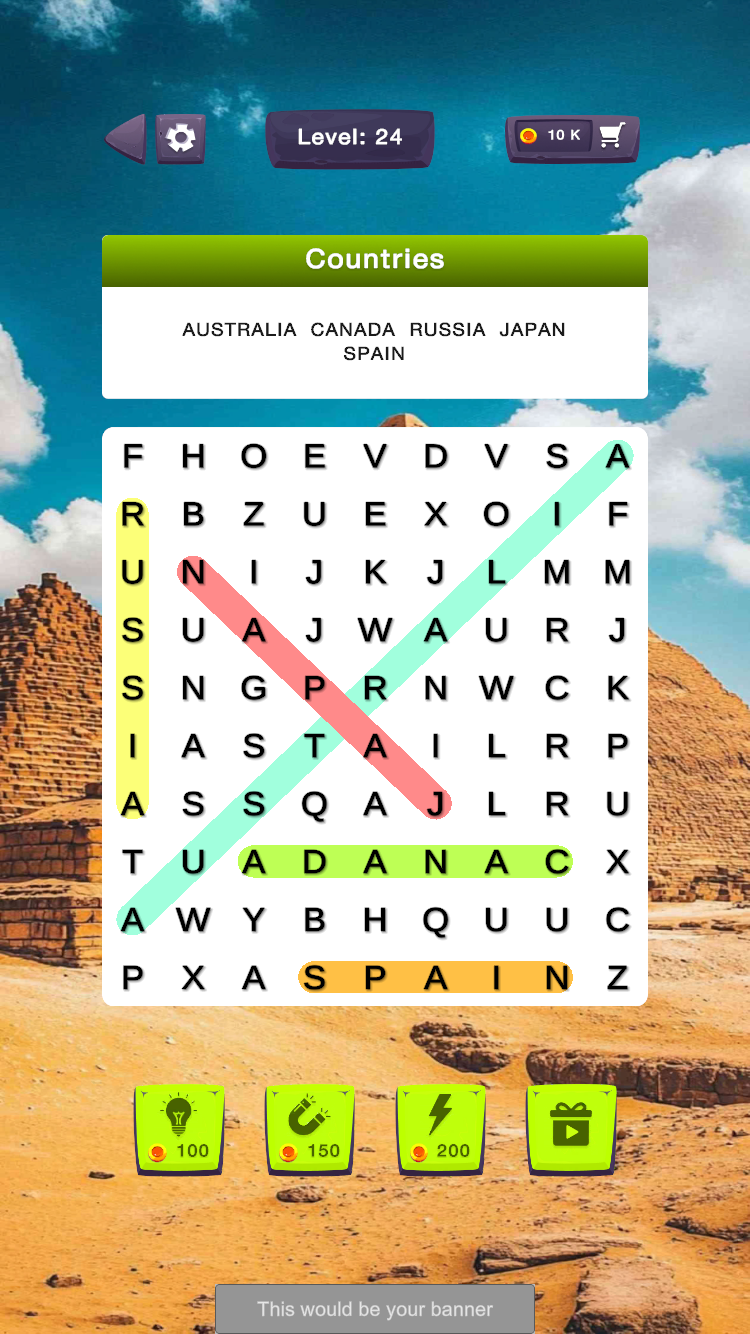 Level: 24
10 K
Countries
AUSTRALIA CANADA RUSSIA JAPAN
SPAIN
F H O E V D V S A
R B Z U E X O I F
U N I J K J L M M
S U A J W A U R J
S N G P R N W C K
I A S T A I L R P
A S S Q A J L R U
T U A D A N A C X
A W Y B H Q U U C
P X A S P A I N Z
100 150 200
This would be your banner